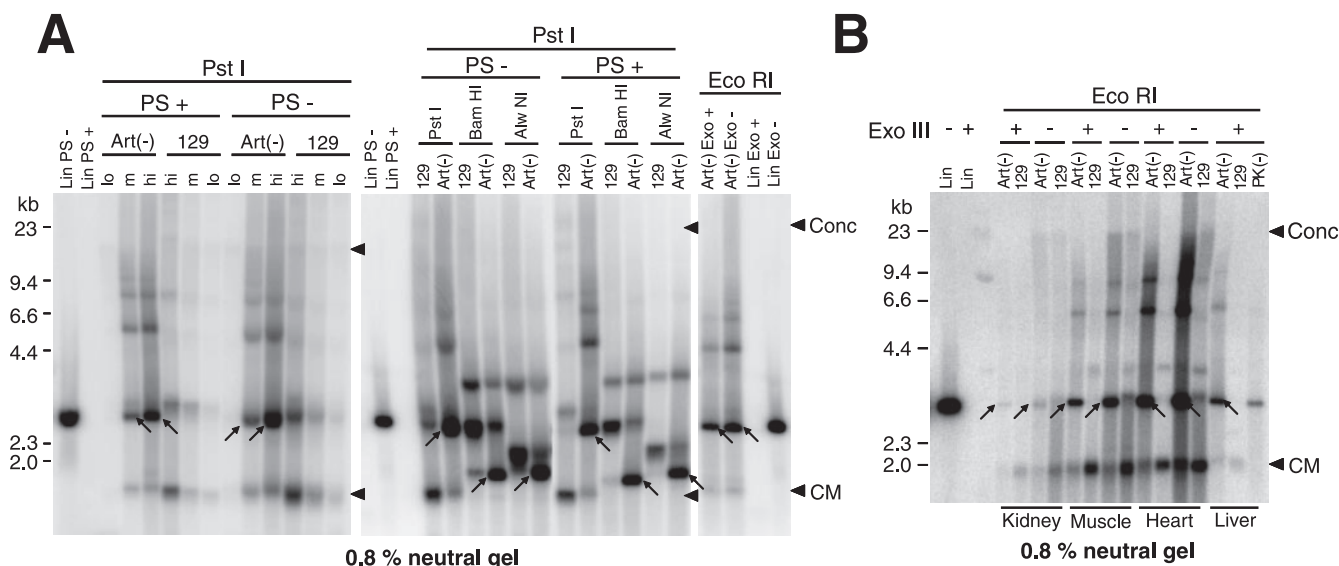 A
B
Pst I
PS +
PS -
Art(-)
129
Art(-)
129
Lin PS -
Lin PS +
lo
m
hi
hi
m
lo
lo
m
hi
hi
m
lo
kb
23
9.4
6.6
4.4
2.3
2.0
Pst I
PS -
PS +
Eco RI
Pst I
Bam HI
Alw NI
Pst I
Bam HI
Alw NI
Lin PS -
Lin PS +
129
Art(-)
129
Art(-)
129
Art(-)
129
Art(-)
129
Art(-)
129
Art(-)
Art(-) Exo +
Art(-) Exo -
Lin Exo +
Lin Exo -
Conc
CM
0.8 % neutral gel
Eco RI
Exo III - + + - + - + - +
Lin
Lin
Art(-)
129
Art(-)
129
Art(-)
129
Art(-)
129
Art(-)
129
Art(-)
129
Art(-)
129
PK(-)
kb
23
9.4
6.6
4.4
2.3
2.0
Conc
CM
Kidney Muscle Heart Liver
0.8 % neutral gel